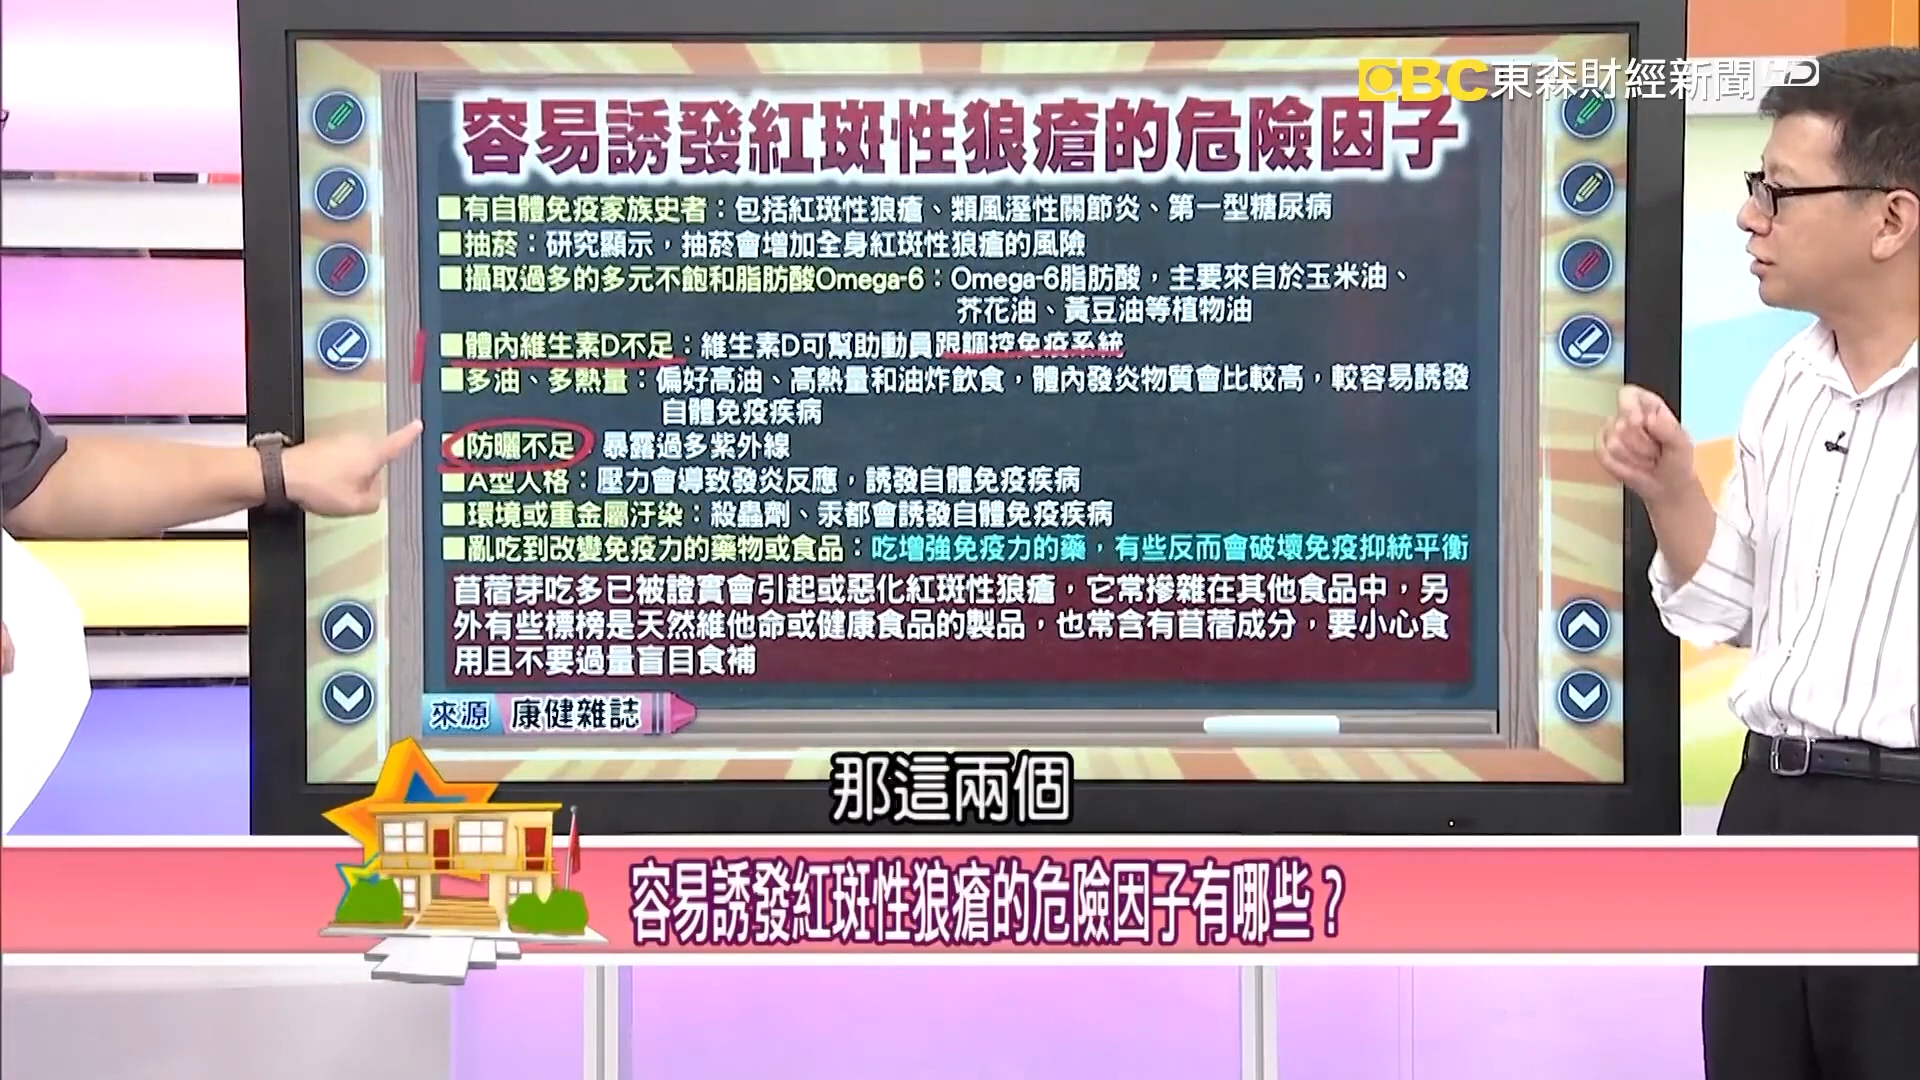 EBC 東森財經新聞 HD
容易誘發紅斑性狼瘡的危險因子
■有自體免疫家族史者：包括紅斑性狼瘡、類風溼性關節炎、第一型糖尿病
■抽菸：研究顯示，抽菸會增加全身紅斑性狼瘡的風險
■攝取過多的多元不飽和脂肪酸Omega-6：Omega-6脂肪酸，主要來自於玉米油、
芥花油、黃豆油等植物油
■體內維生素D不足：維生素D可幫助動員跟調控免疫系統
■多油、多熱量：偏好高油、高熱量和油炸飲食，體內發炎物質會比較高，較容易誘發
自體免疫疾病
■防曬不足：暴露過多紫外線
■A型人格：壓力會導致發炎反應，誘發自體免疫疾病
■環境或重金屬汙染：殺蟲劑、汞都會誘發自體免疫疾病
■亂吃到改變免疫力的藥物或食品：吃增強免疫力的藥，有些反而會破壞免疫抑統平衡
苜蓿芽吃多已被證實會引起或惡化紅斑性狼瘡，它常摻雜在其他食品中，另
外有些標榜是天然維他命或健康食品的製品，也常含有苜蓿成分，要小心食
用且不要過量盲目食補
來源 康健雜誌
那這兩個
容易誘發紅斑性狼瘡的危險因子有哪些？